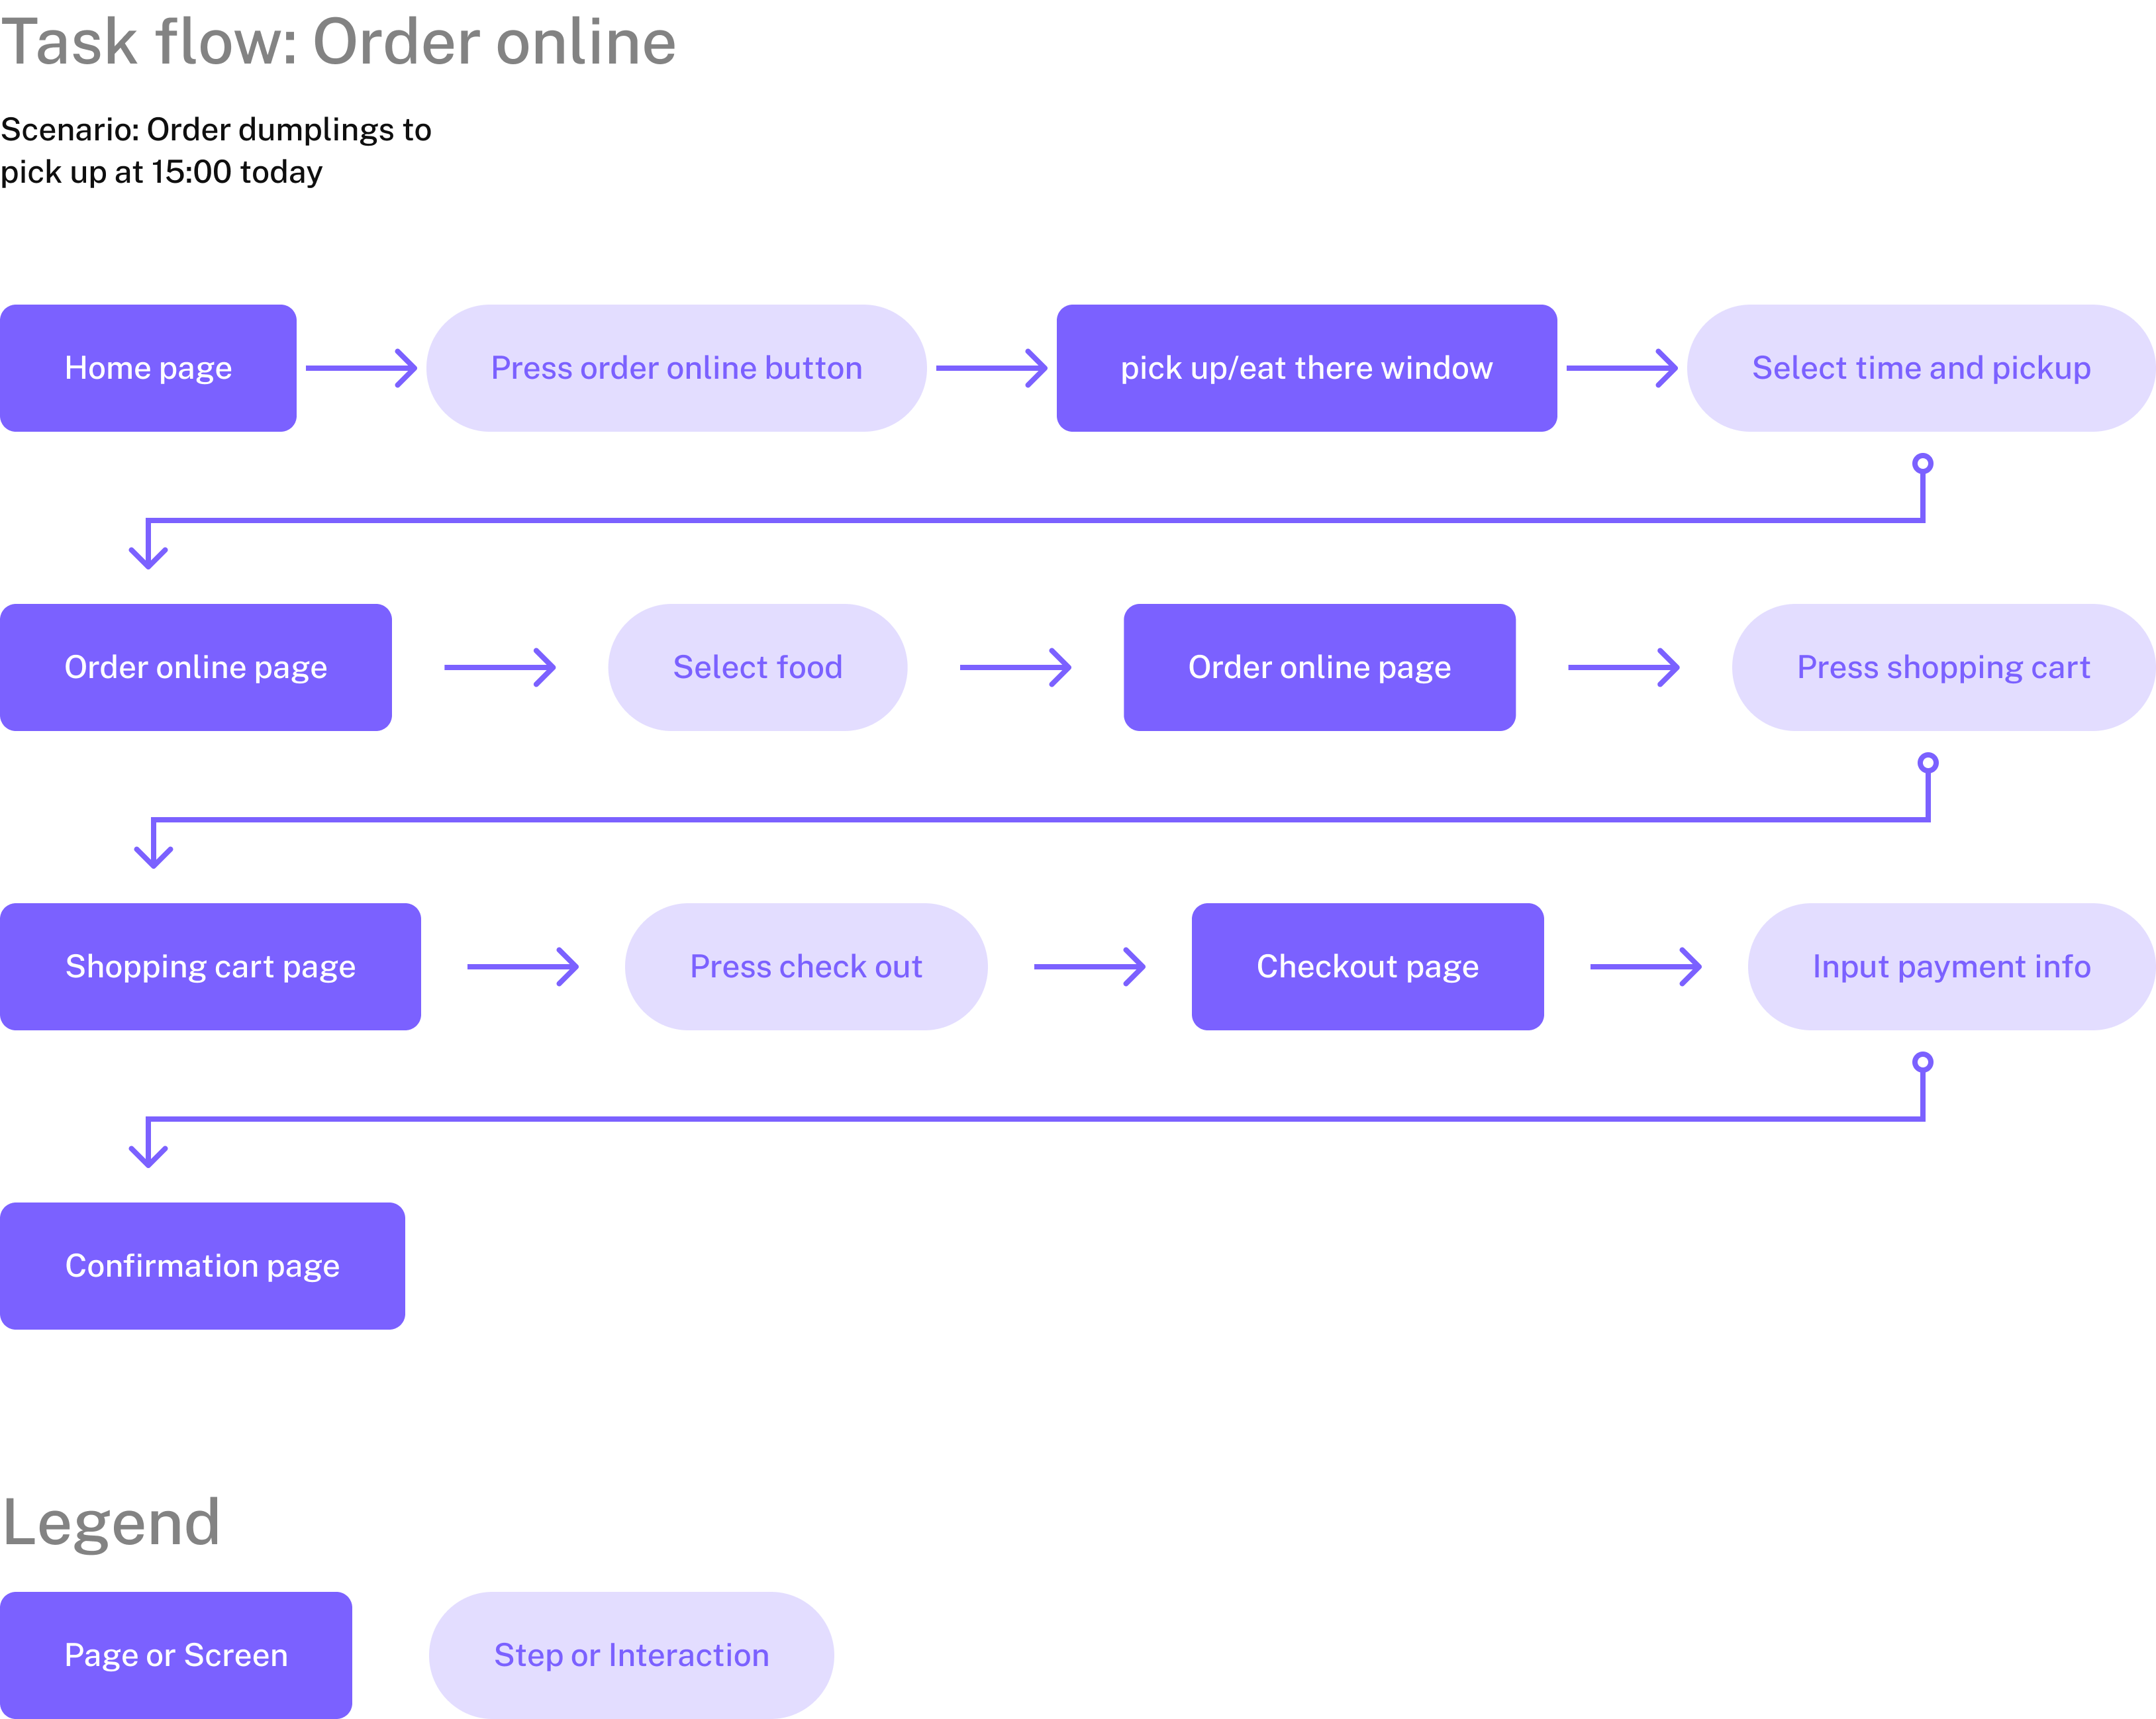 Task flow: Order online
Scenario: Order dumplings to
pick up at 15:00 today
Home page
Press order online button
pick up/eat there window
Select time and pickup
Order online page
Select food
Order online page
Press shopping cart
Shopping cart page
Press check out
Checkout page
Input payment info
Confirmation page
Legend
Page or Screen
Step or Interaction